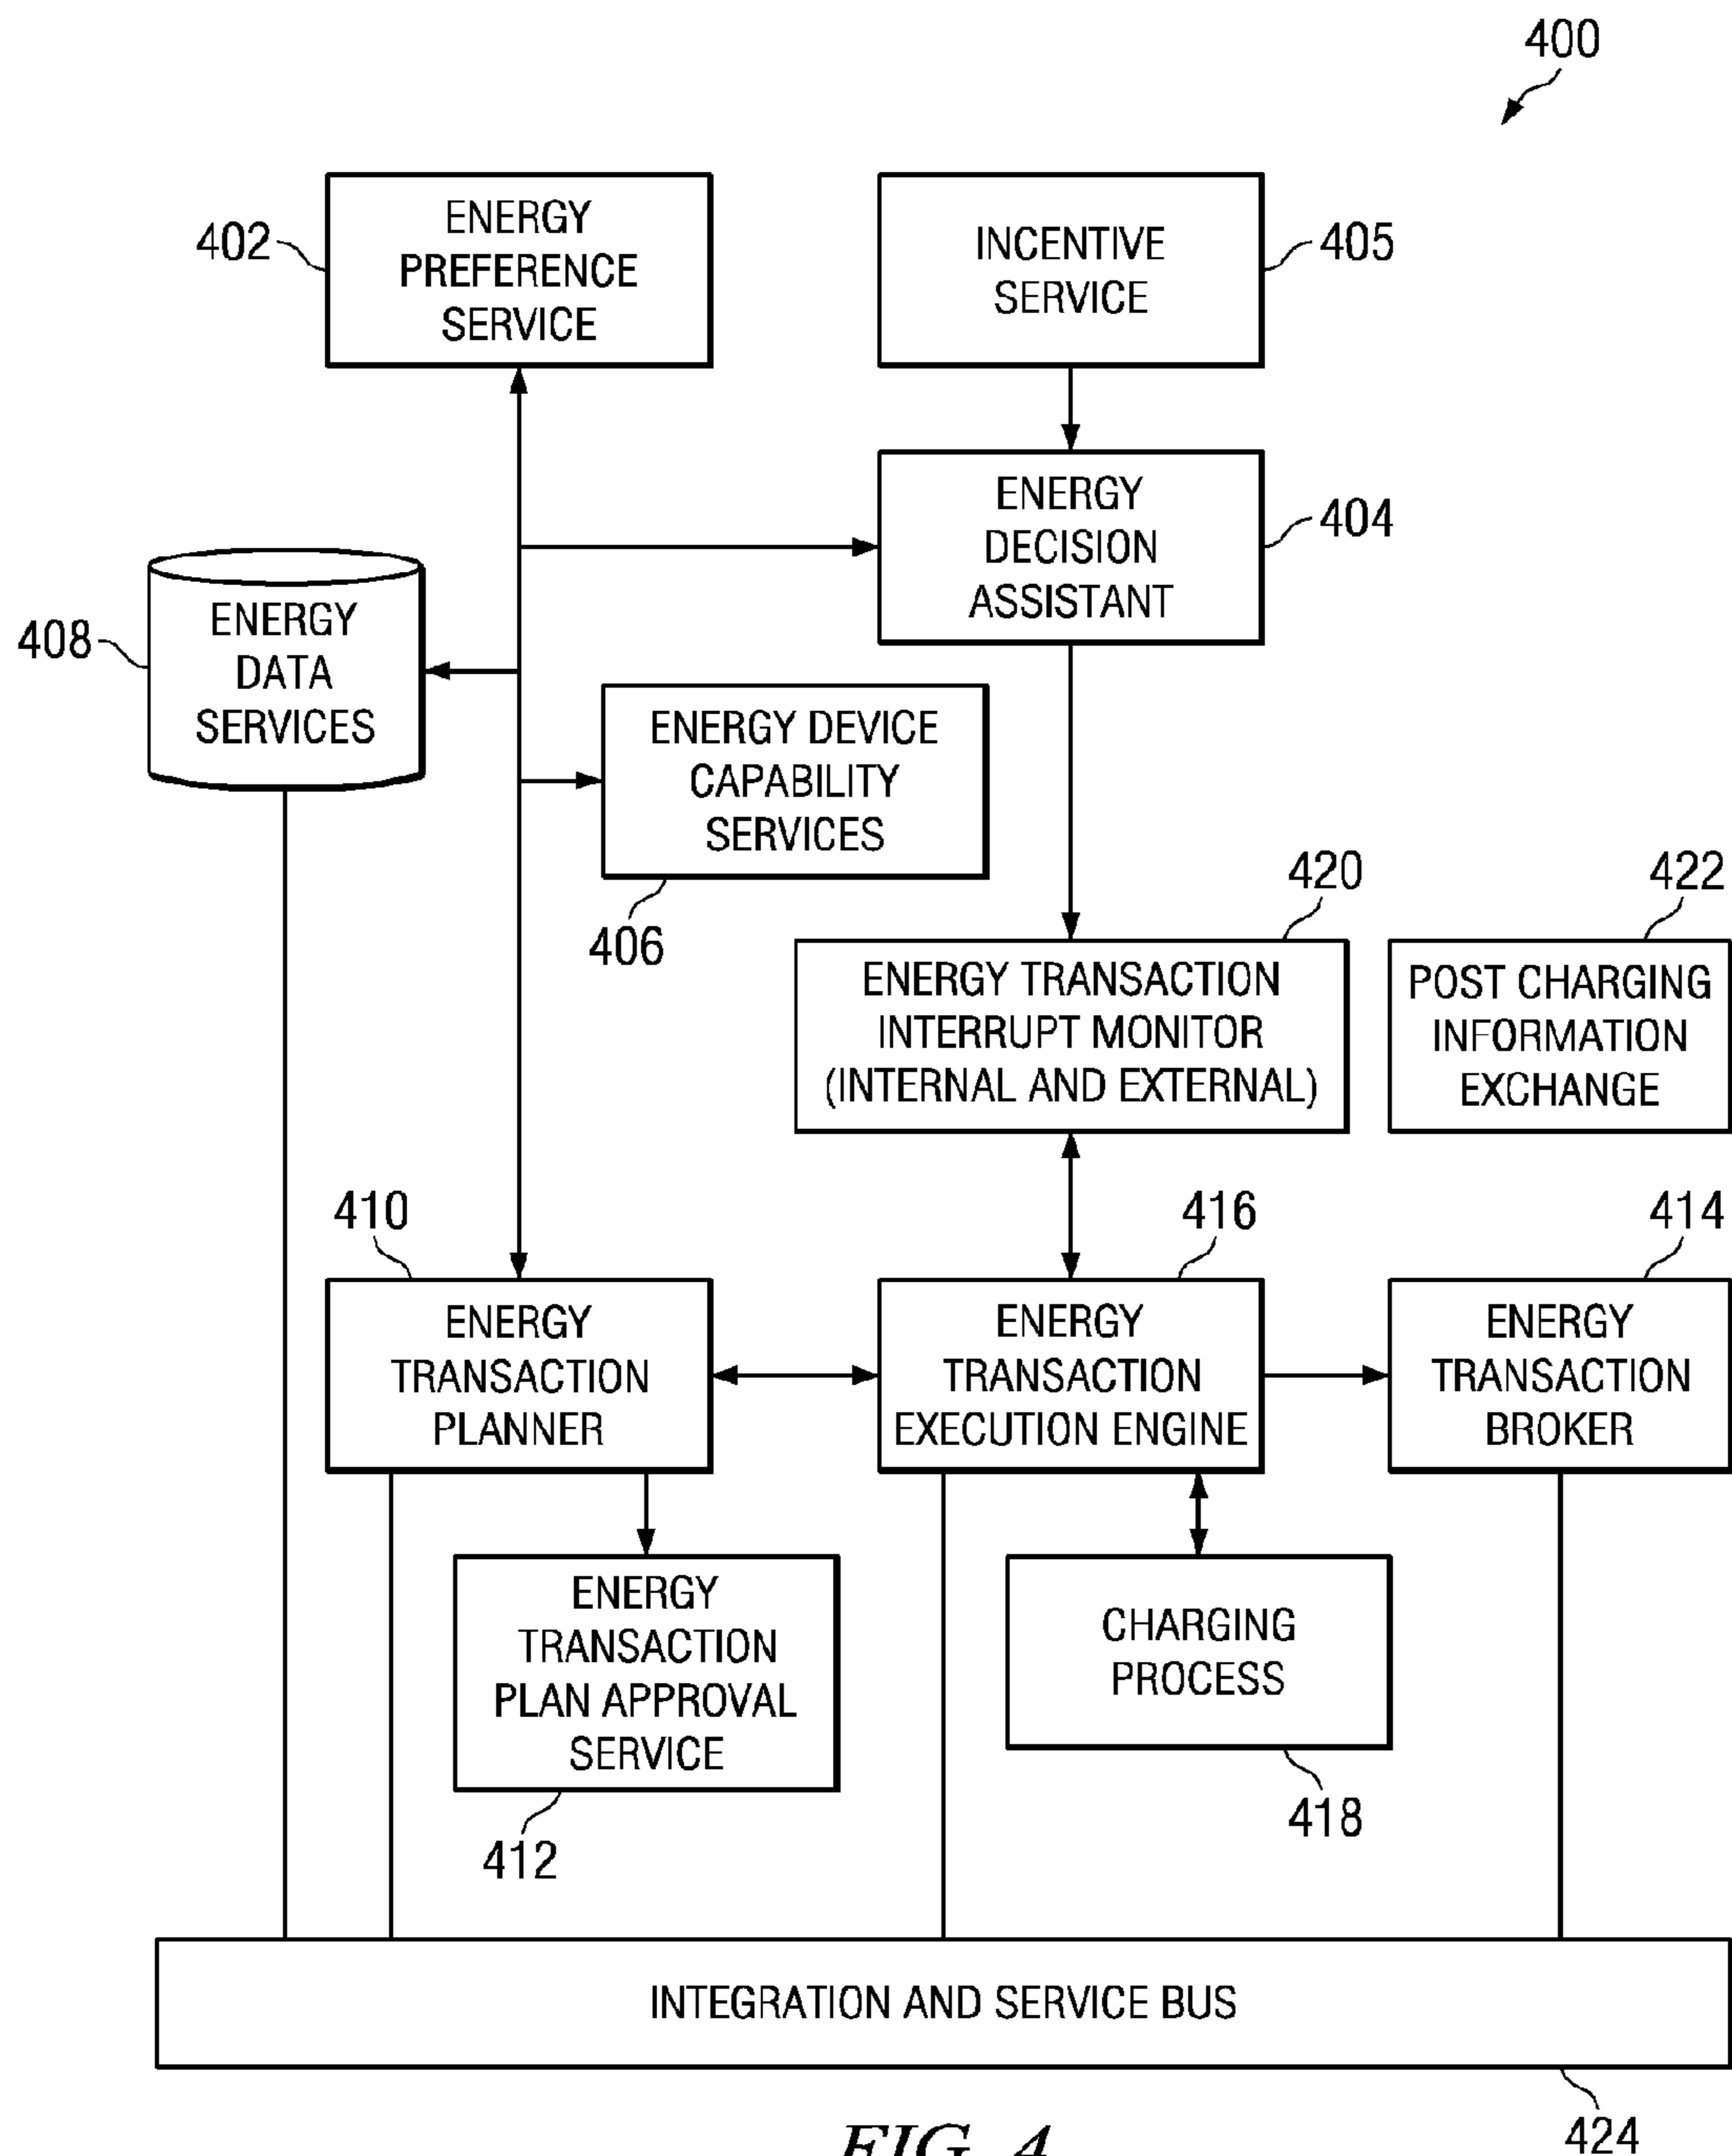 400
402
ENERGY
PREFERENCE
SERVICE
INCENTIVE
SERVICE
405
ENERGY
DECISION
ASSISTANT
404
408
ENERGY
DATA
SERVICES
ENERGY DEVICE
CAPABILITY
SERVICES
406
420
ENERGY TRANSACTION
INTERRUPT MONITOR
(INTERNAL AND EXTERNAL)
422
POST CHARGING
INFORMATION
EXCHANGE
410
ENERGY
TRANSACTION
PLANNER
416
ENERGY
TRANSACTION
EXECUTION ENGINE
414
ENERGY
TRANSACTION
BROKER
ENERGY
TRANSACTION
PLAN APPROVAL
SERVICE
412
CHARGING
PROCESS
418
INTEGRATION AND SERVICE BUS
424
FIG. 4